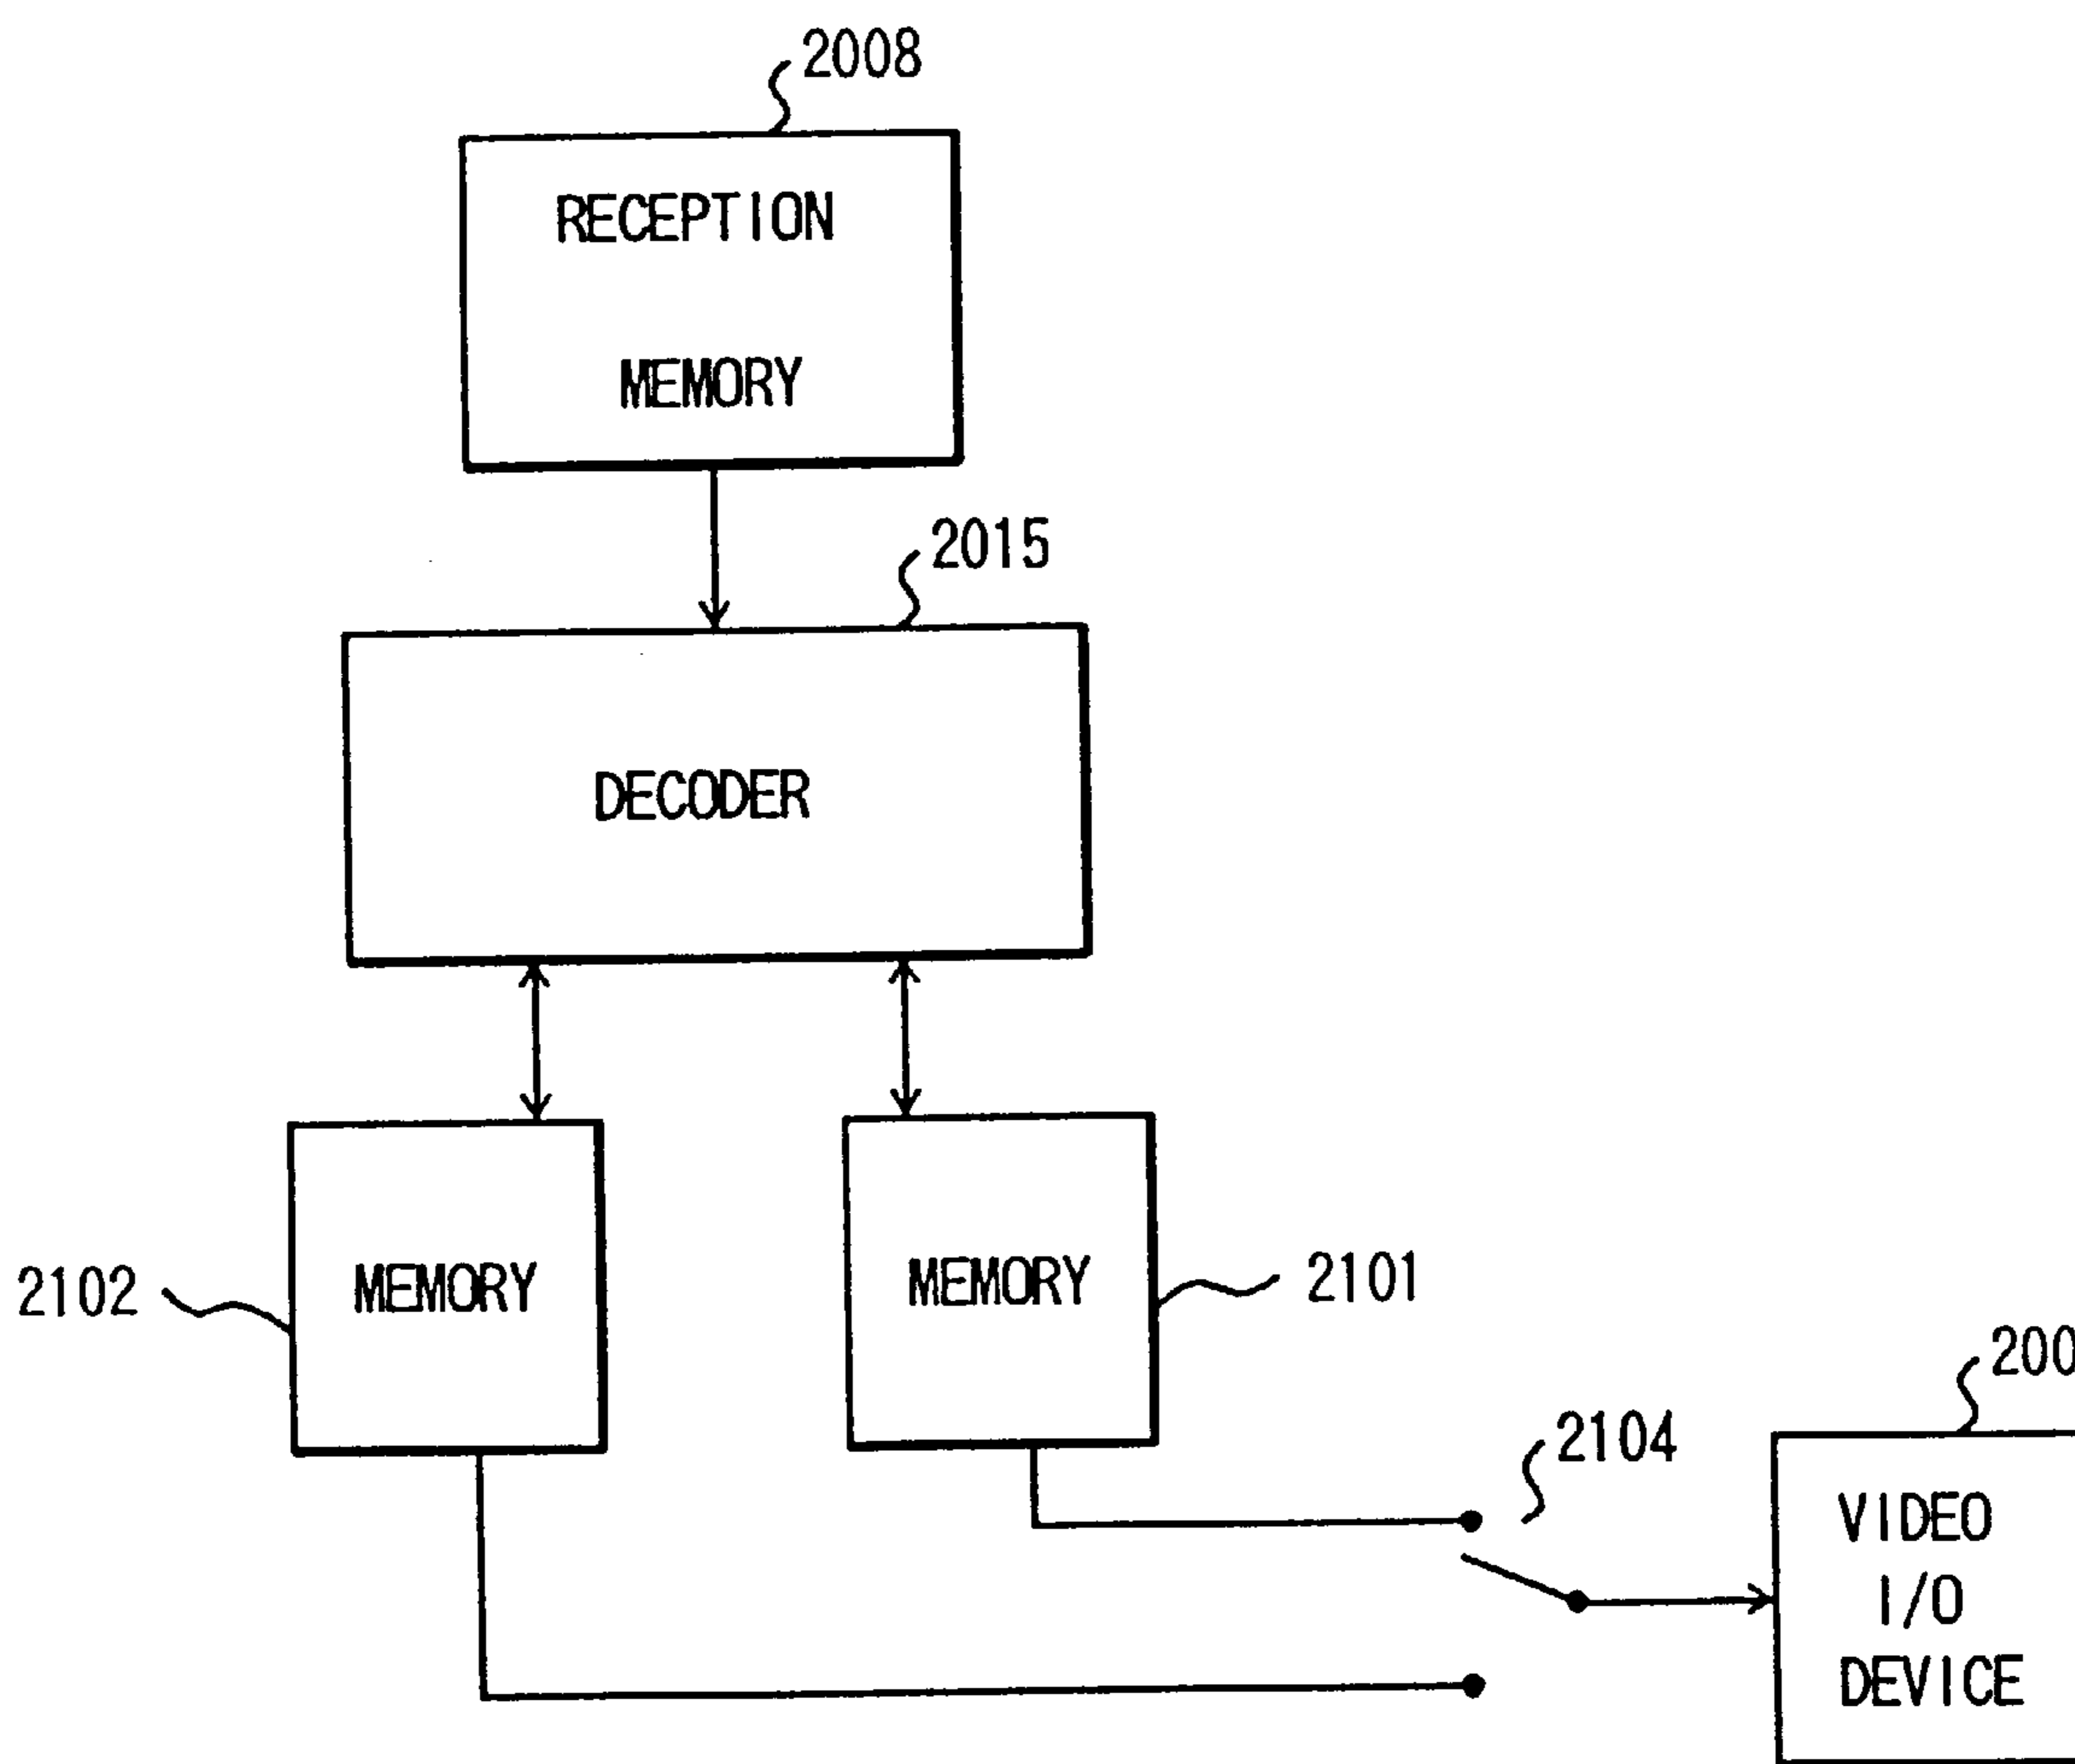 2008
RECEPTION
MEMORY
2015
DECODER
MEMORY
2102
MEMORY
2101
2104
VIDEO
I/O
DEVICE